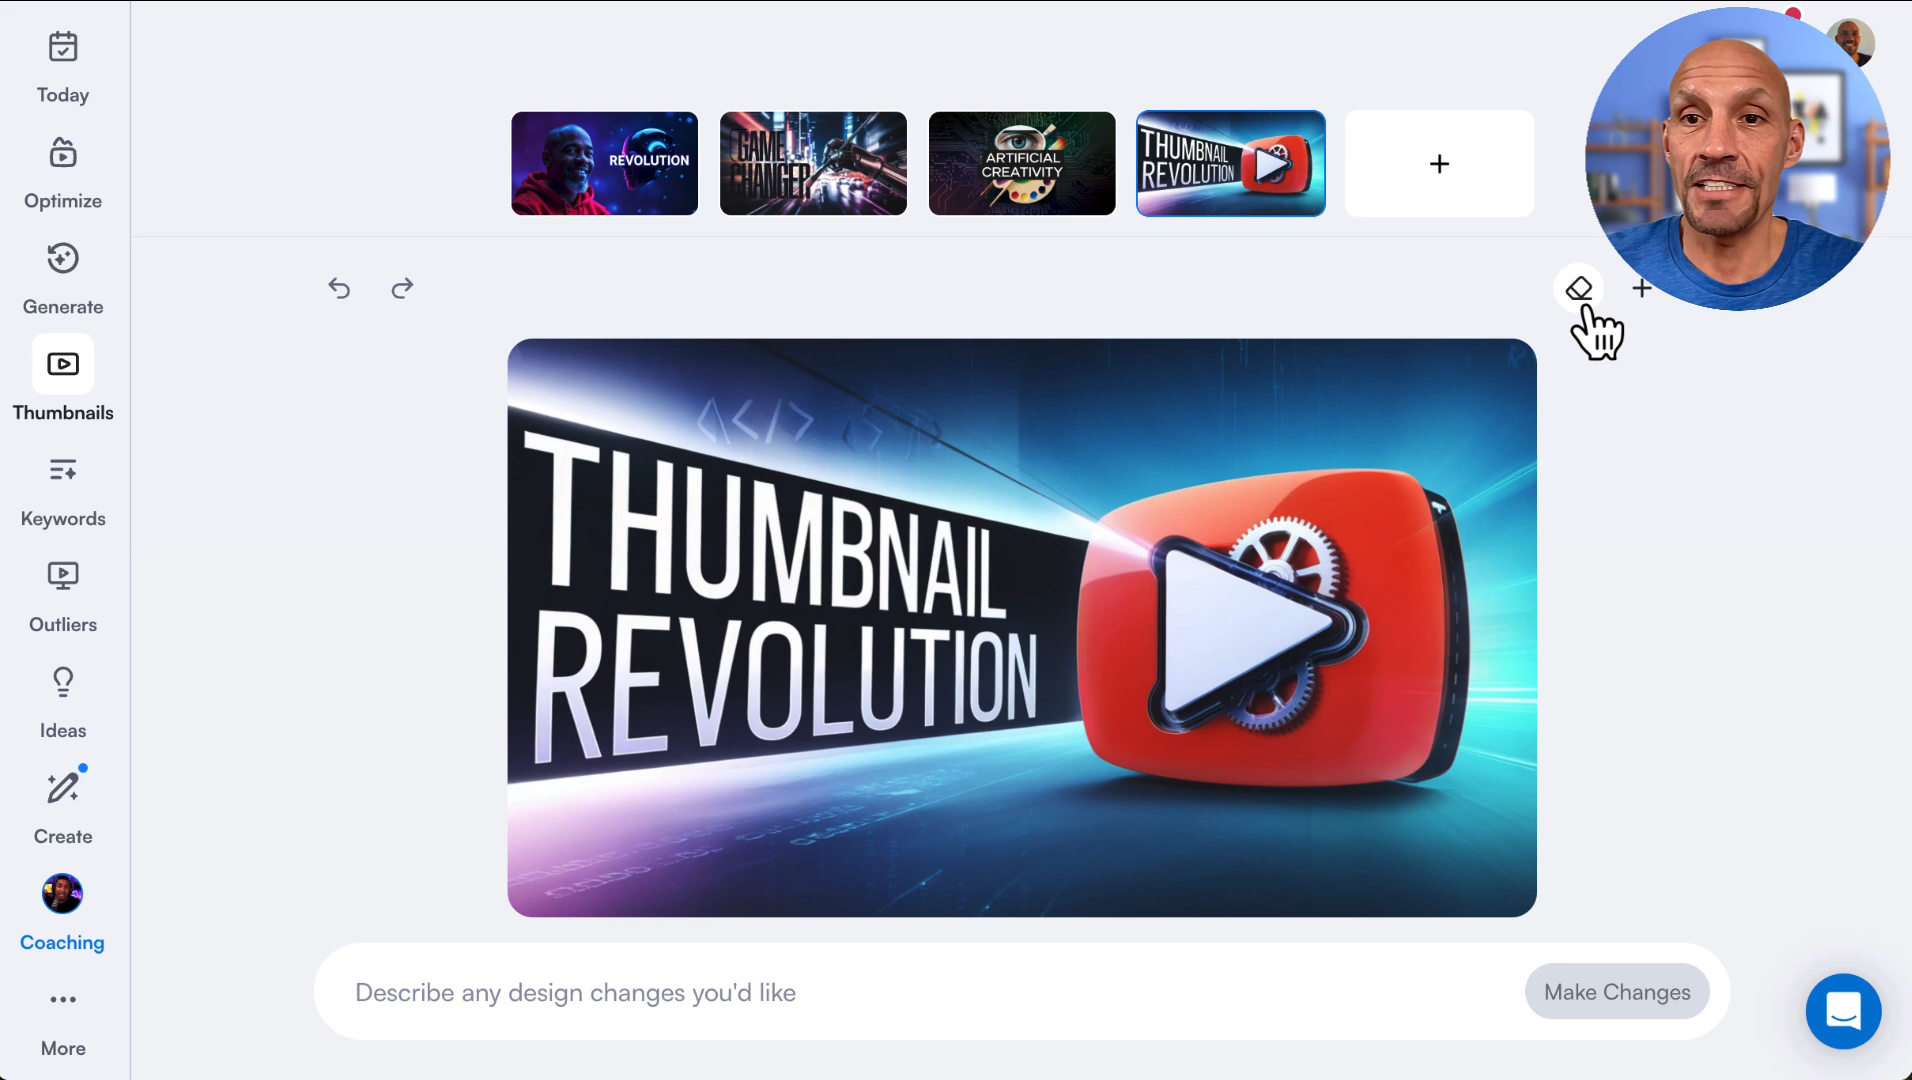 Today
Optimize
Generate
Thumbnails
Keywords
Outliers
Ideas
Create
Coaching
More
REVOLUTION
GAME
CHANGER
ARTIFICIAL
CREATIVITY
THUMBNAIL
REVOLUTION
</>
THUMBNAIL
REVOLUTION
Describe any design changes you'd like
Make Changes